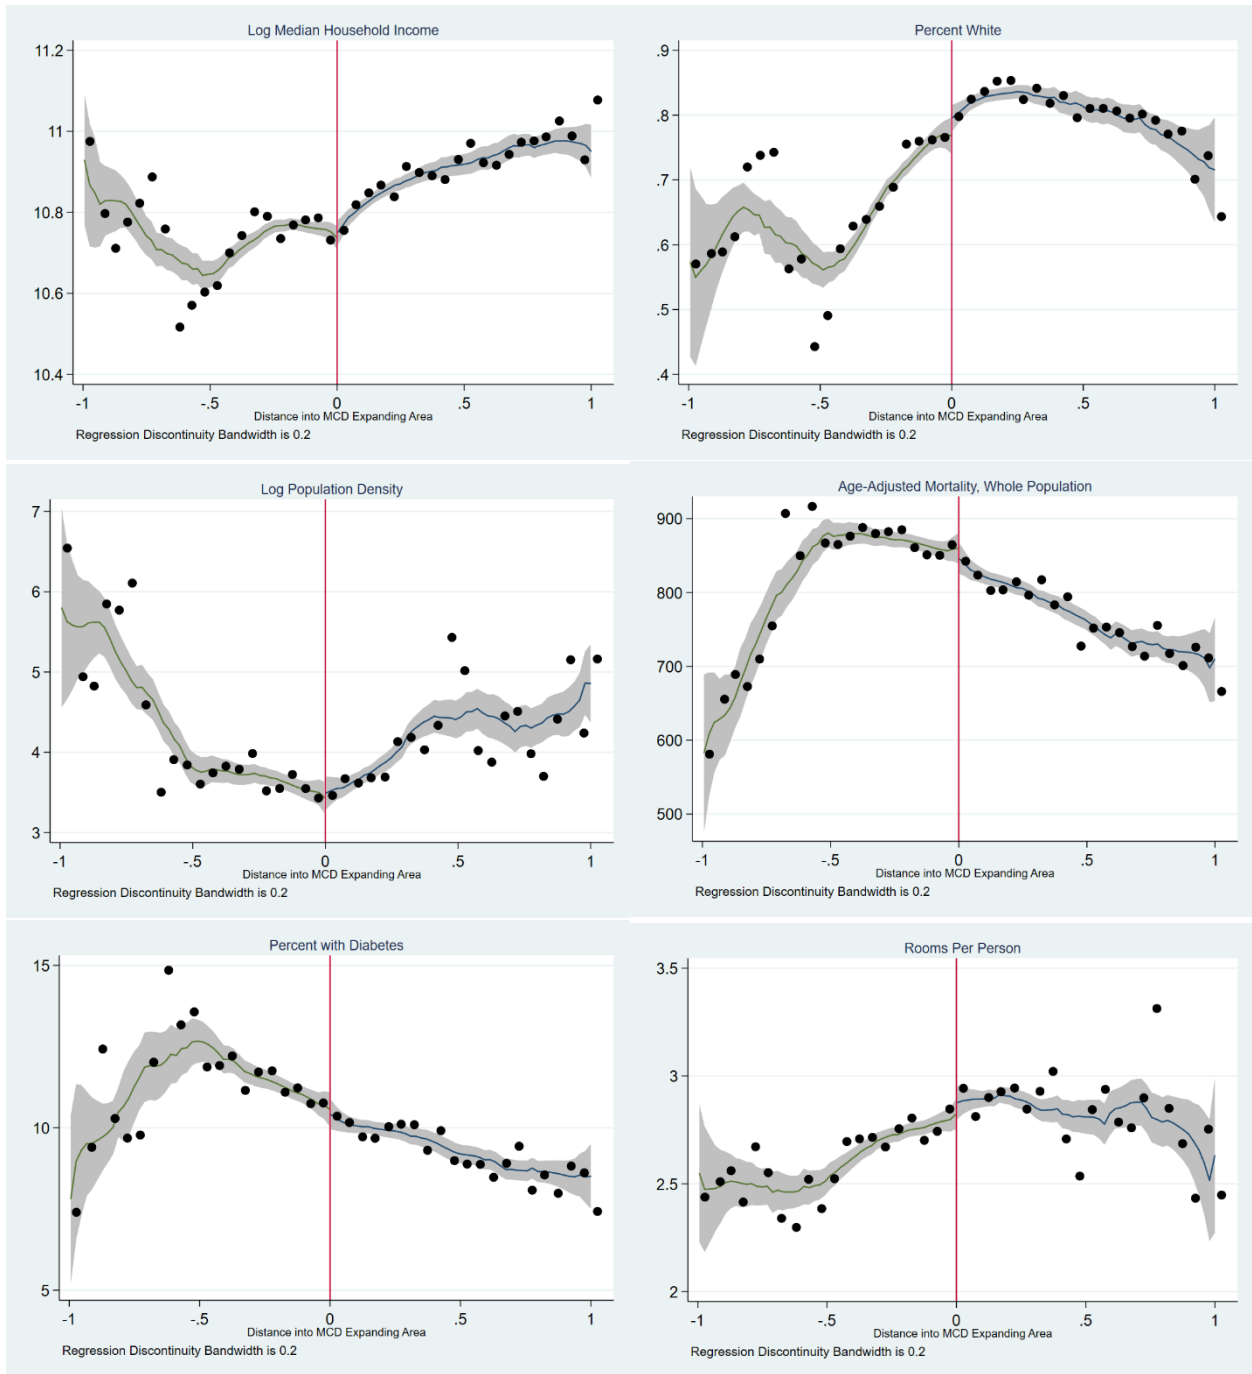 Log Median Household Income
11.2
11
10.8
10.6
10.4
-1 -.5 0 .5 1
Distance into MCD Expanding Area
Regression Discontinuity Bandwidth is 0.2
Percent White
.9
.8
.7
.6
.5
.4
-1 -.5 0 .5 1
Distance into MCD Expanding Area
Regression Discontinuity Bandwidth is 0.2
Log Population Density
7
6
5
4
3
-1 -.5 0 .5 1
Distance into MCD Expanding Area
Regression Discontinuity Bandwidth is 0.2
Age-Adjusted Mortality, Whole Population
900
800
700
600
500
-1 -.5 0 .5 1
Distance into MCD Expanding Area
Regression Discontinuity Bandwidth is 0.2
Percent with Diabetes
15
10
5
-1 -.5 0 .5 1
Distance into MCD Expanding Area
Regression Discontinuity Bandwidth is 0.2
Rooms Per Person
3.5
3
2.5
2
-1 -.5 0 .5 1
Distance into MCD Expanding Area
Regression Discontinuity Bandwidth is 0.2